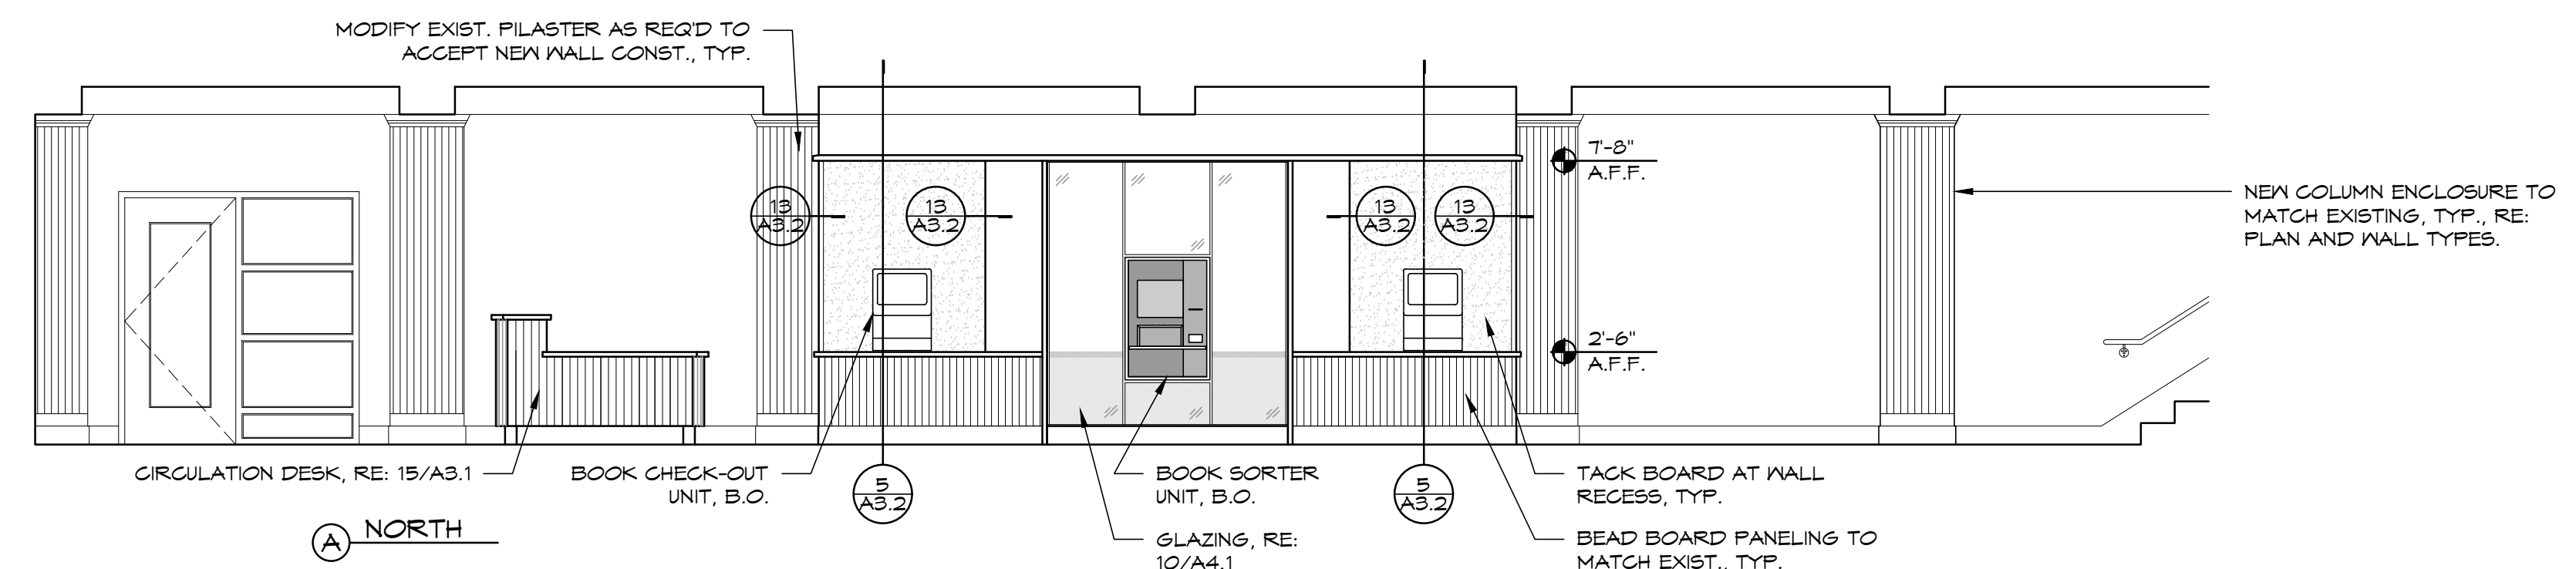 MODIFY EXIST. PILASTER AS REQ'D TO
ACCEPT NEW WALL CONST., TYP.
7'-8"
A.F.F.
NEW COLUMN ENCLOSURE TO
MATCH EXISTING, TYP., RE:
PLAN AND WALL TYPES.
13
A3.2
13
A3.2
13
A3.2
13
A3.2
2'-6"
A.F.F.
CIRCULATION DESK, RE: 15/A3.1
BOOK CHECK-OUT
UNIT, B.O.
5
A3.2
BOOK SORTER
UNIT, B.O.
GLAZING, RE:
10/A4.1
5
A3.2
TACK BOARD AT WALL
RECESS, TYP.
BEAD BOARD PANELING TO
MATCH EXIST., TYP.
A NORTH